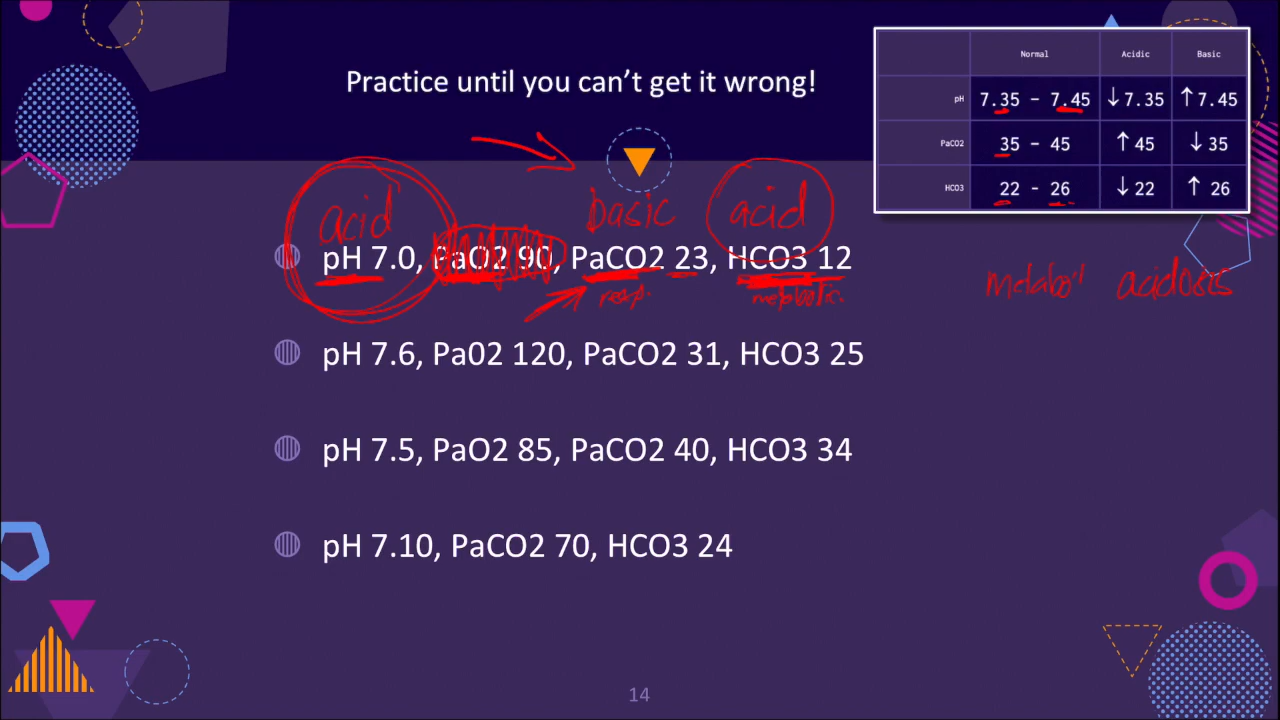 Practice until you can't get it wrong!
Normal Acidic Basic
pH 7.35 - 7.45 ↓7.35 ↑7.45
PaCO2 35 - 45 ↑45 ↓35
HCO3 22 - 26 ↓22 ↑ 26
acid basic acid
pH 7.0, PaO2 90, PaCO2 23, HCO3 12
resp.
metabol acidosis
pH 7.6, Pa02 120, PaCO2 31, HCO3 25
pH 7.5, PaO2 85, PaCO2 40, HCO3 34
pH 7.10, PaCO2 70, HCO3 24
14